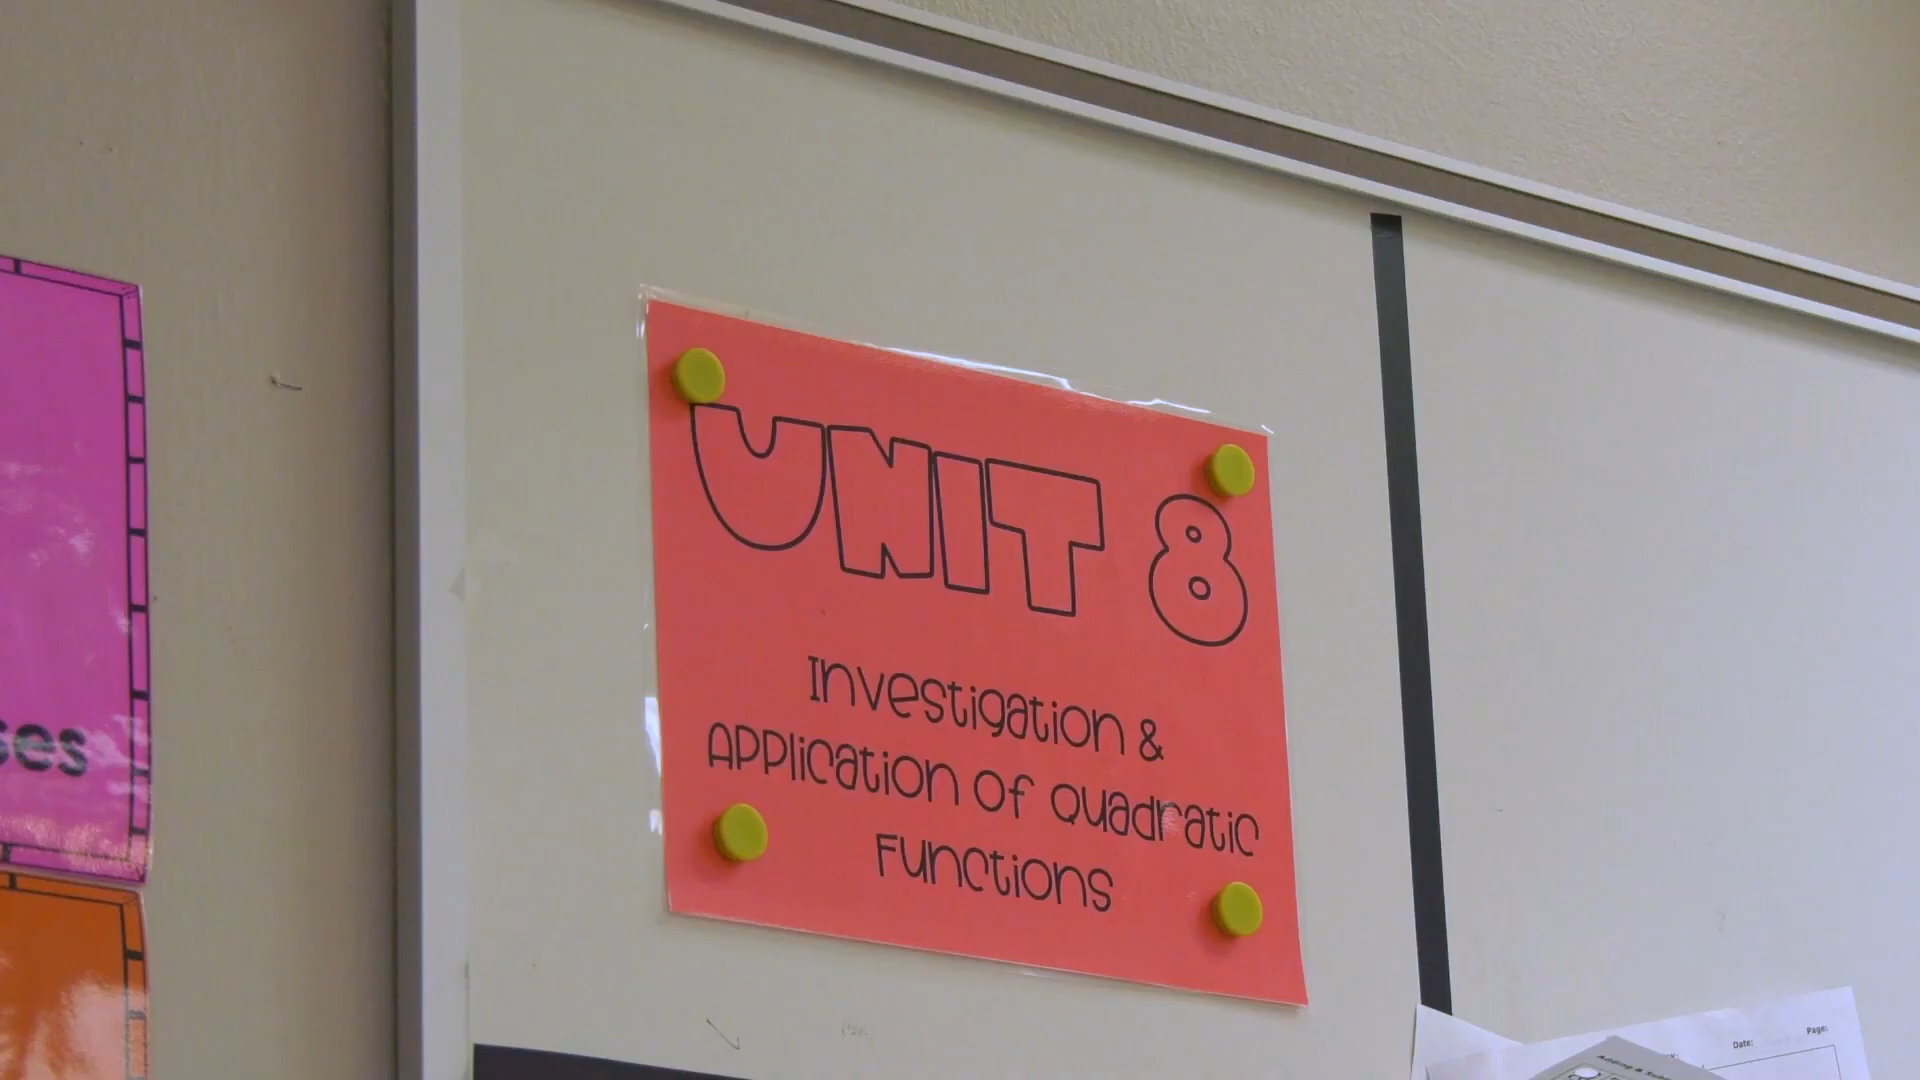 UNIT 8
Investigation &
Application of Quadratic
Functions
ses
Page:
Date: